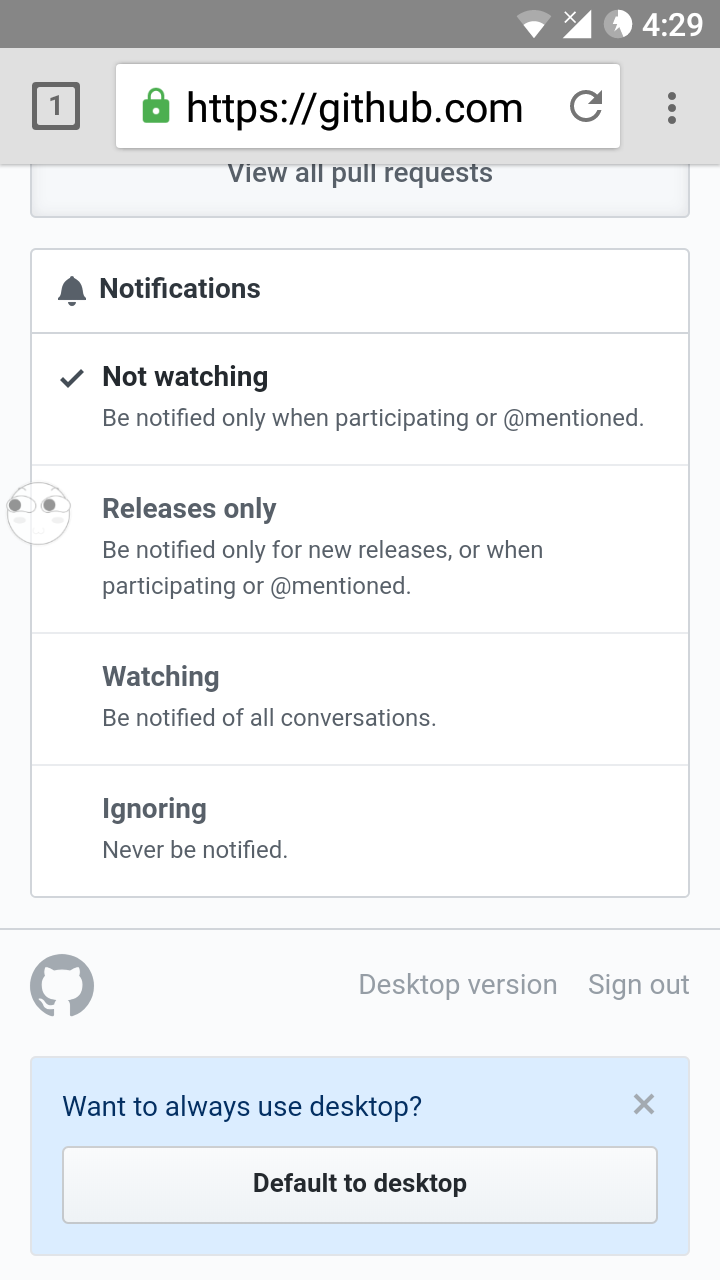 4:29
1
https://github.com
View all pull requests
Notifications
Not watching
Be notified only when participating or @mentioned.
Releases only
Be notified only for new releases, or when
participating or @mentioned.
Watching
Be notified of all conversations.
Ignoring
Never be notified.
Desktop version Sign out
Want to always use desktop?
Default to desktop